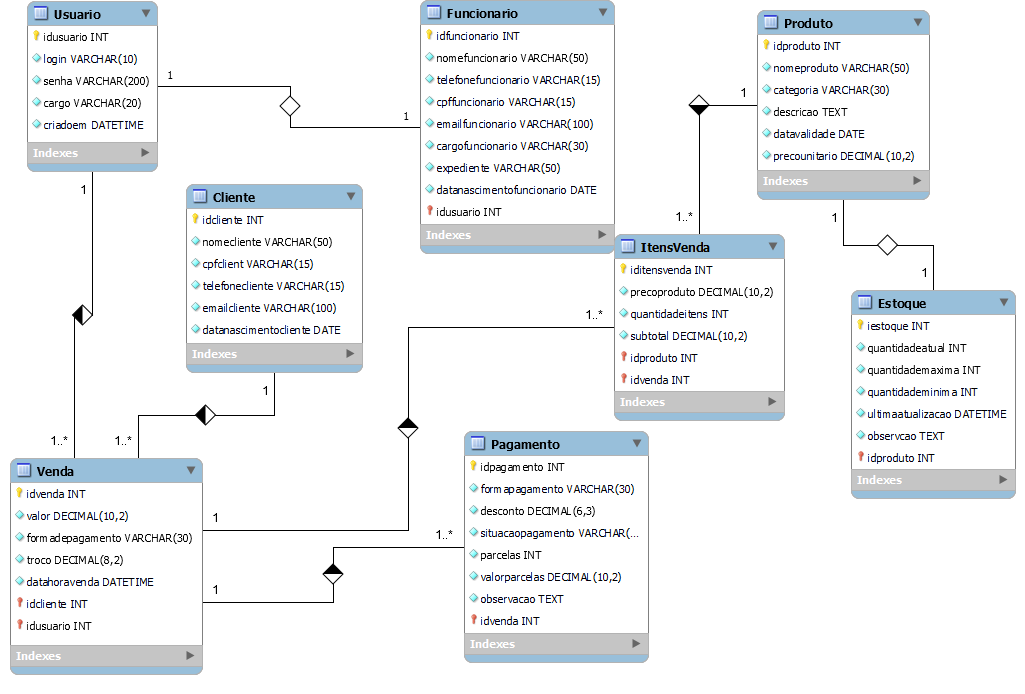 Usuario
idusuario INT
login VARCHAR(10)
senha VARCHAR(200)
cargo VARCHAR(20)
criadoem DATETIME
Indexes
1
1
Funcionario
idfuncionario INT
nomefuncionario VARCHAR(50)
telefonefuncionario VARCHAR(15)
cpffuncionario VARCHAR(15)
emailfuncionario VARCHAR(100)
cargofuncionario VARCHAR(30)
expediente VARCHAR(50)
datanascimentofuncionario DATE
idusuario INT
Indexes
Produto
idproduto INT
nomeproduto VARCHAR(50)
categoria VARCHAR(30)
descricao TEXT
datavalidade DATE
precounitario DECIMAL(10,2)
Indexes
1
1..*
1
1
1
1..*
Cliente
idcliente INT
nomecliente VARCHAR(50)
cpfclient VARCHAR(15)
telefonecliente VARCHAR(15)
emailcliente VARCHAR(100)
datanascimentocliente DATE
Indexes
1
1..*
ItensVenda
iditensvenda INT
precoproduto DECIMAL(10,2)
quantidadeitens INT
subtotal DECIMAL(10,2)
idproduto INT
idvenda INT
Indexes
1..*
1
Estoque
iestoque INT
quantidadeatual INT
quantidademaxima INT
quantidademinima INT
ultimaatualizacao DATETIME
observcao TEXT
idproduto INT
Indexes
Venda
idvenda INT
valor DECIMAL(10,2)
formadepagamento VARCHAR(30)
troco DECIMAL(8,2)
datahoravenda DATETIME
idcliente INT
idusuario INT
Indexes
1
1..*
Pagamento
idpagamento INT
formapagamento VARCHAR(30)
desconto DECIMAL(6,3)
situacaopagamento VARCHAR(...
parcelas INT
valorparcelas DECIMAL(10,2)
observacao TEXT
idvenda INT
Indexes